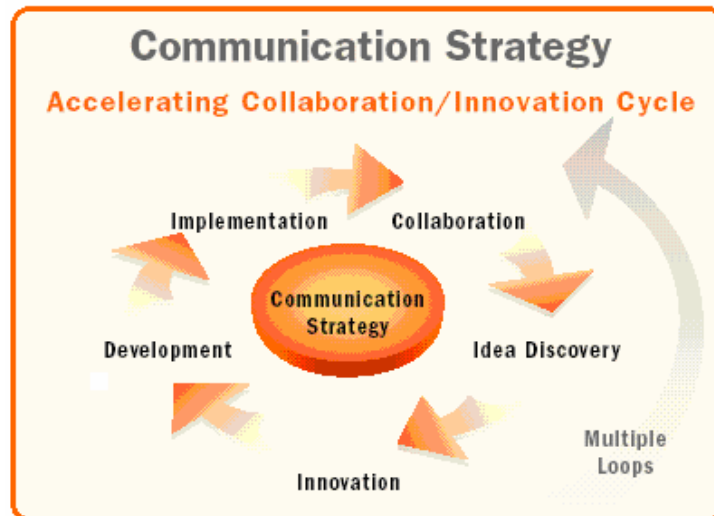 Communication Strategy
Accelerating Collaboration/Innovation Cycle
Implementation
Collaboration
Communication
Strategy
Development
Idea Discovery
Innovation
Multiple
Loops